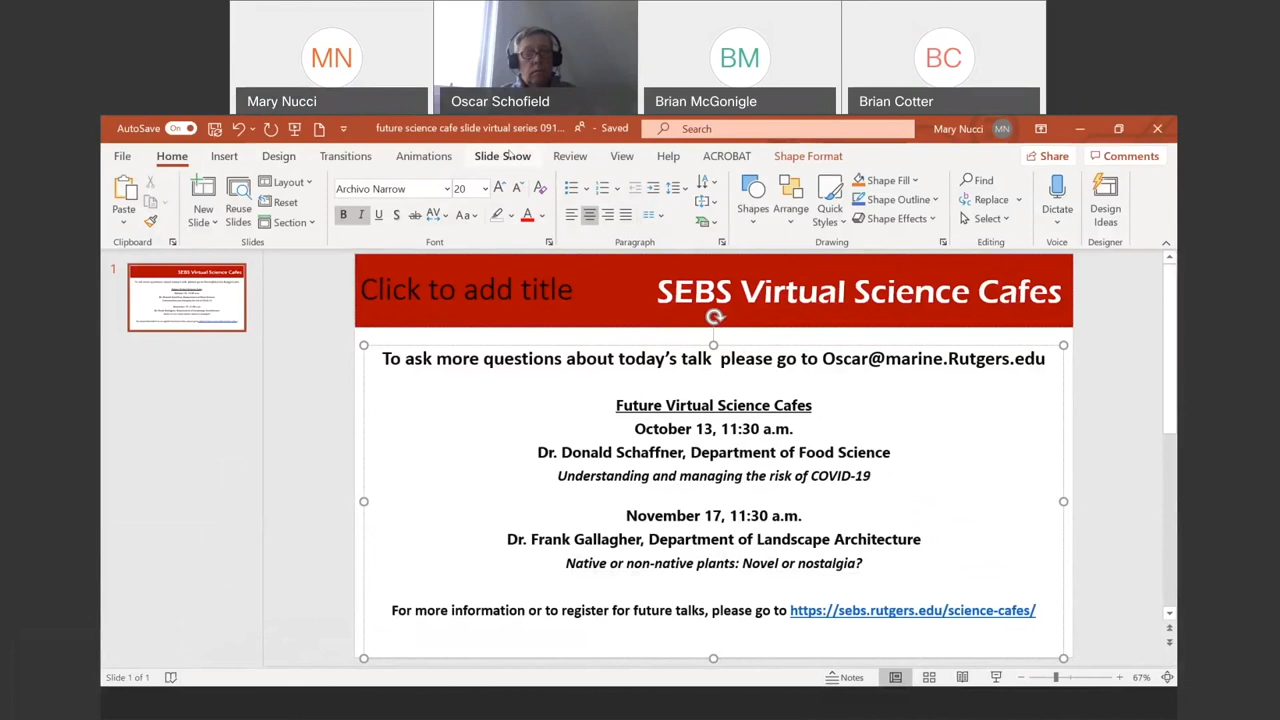 MN
BM
BC
Mary Nucci
Oscar Schofield
Brian McGonigle
Brian Cotter
AutoSave On
future science cafe slide virtual series 091... - Saved
Search
Mary Nucci MN
File Home Insert Design Transitions Animations Slide Show Review View Help ACROBAT Shape Format
Share Comments
Paste
New Slides
Reuse Slides
Layout
Reset
Section
Archivo Narrow 20
Shapes
Arrange
Quick Styles
Shape Fill
Shape Outline
Shape Effects
Find
Replace
Select
Dictate
Design Ideas
Clipboard Slides Font Paragraph Drawing Editing Voice Designer
1
Click to add title
SEBS Virtual Science Cafes
To ask more questions about today's talk please go to Oscar@marine.Rutgers.edu
Future Virtual Science Cafes
October 13, 11:30 a.m.
Dr. Donald Schaffner, Department of Food Science
Understanding and managing the risk of COVID-19
November 17, 11:30 a.m.
Dr. Frank Gallagher, Department of Landscape Architecture
Native or non-native plants: Novel or nostalgia?
For more information or to register for future talks, please go to https://sebs.rutgers.edu/science-cafes/
Slide 1 of 1
Notes
67%